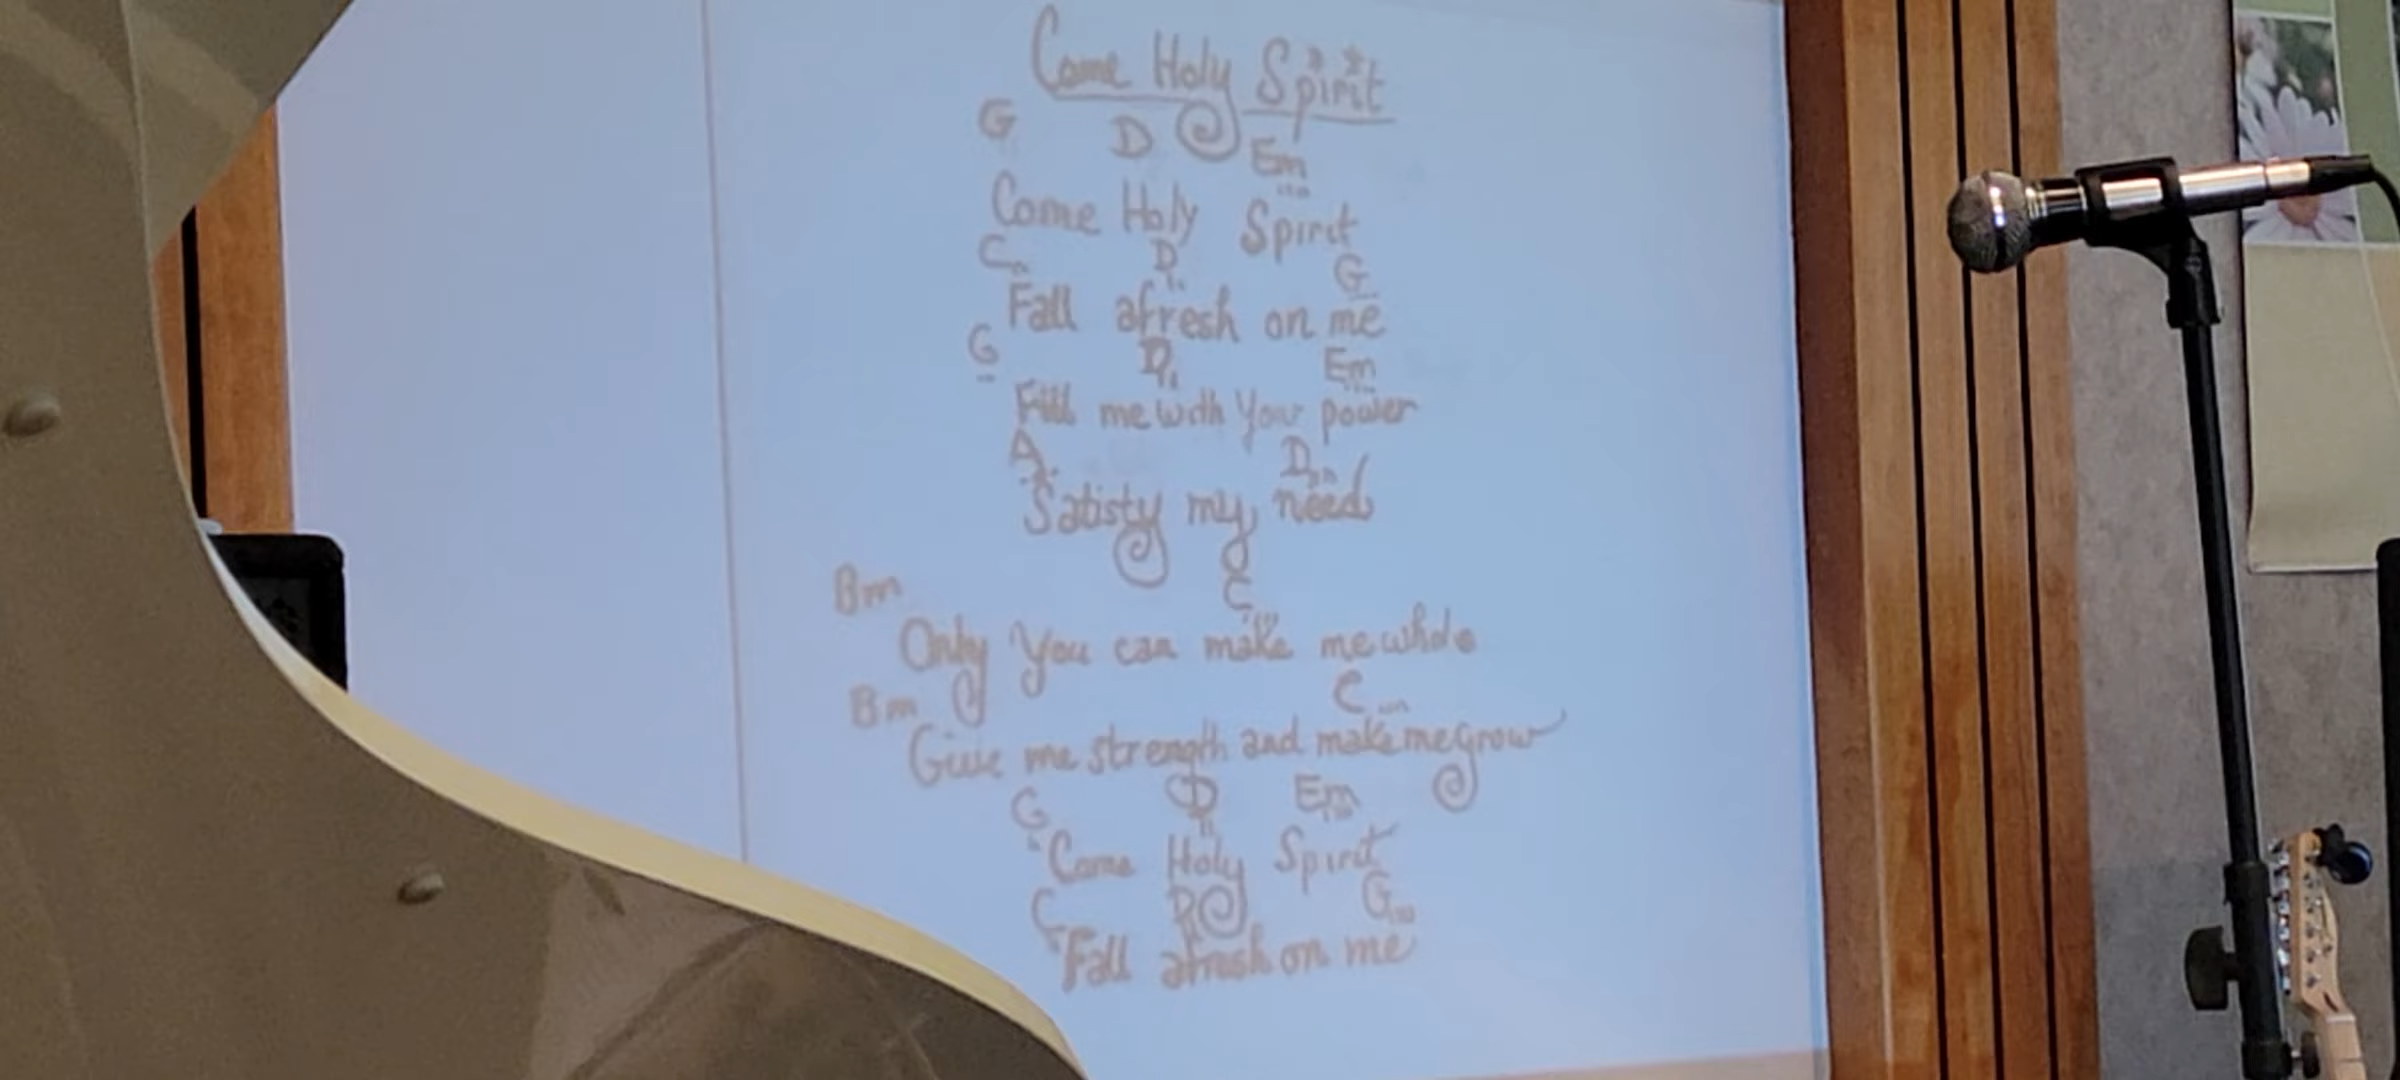 Come Holy Spirit
G D Em
Come Holy Spirit
C D G
Fall afresh on me
G D Em
Fill me with your power
A D
Satisfy my need
Bm C
Only you can make me whole
Bm C
Give me strength and make me grow
G D Em
Come Holy Spirit
C D G
Fall afresh on me